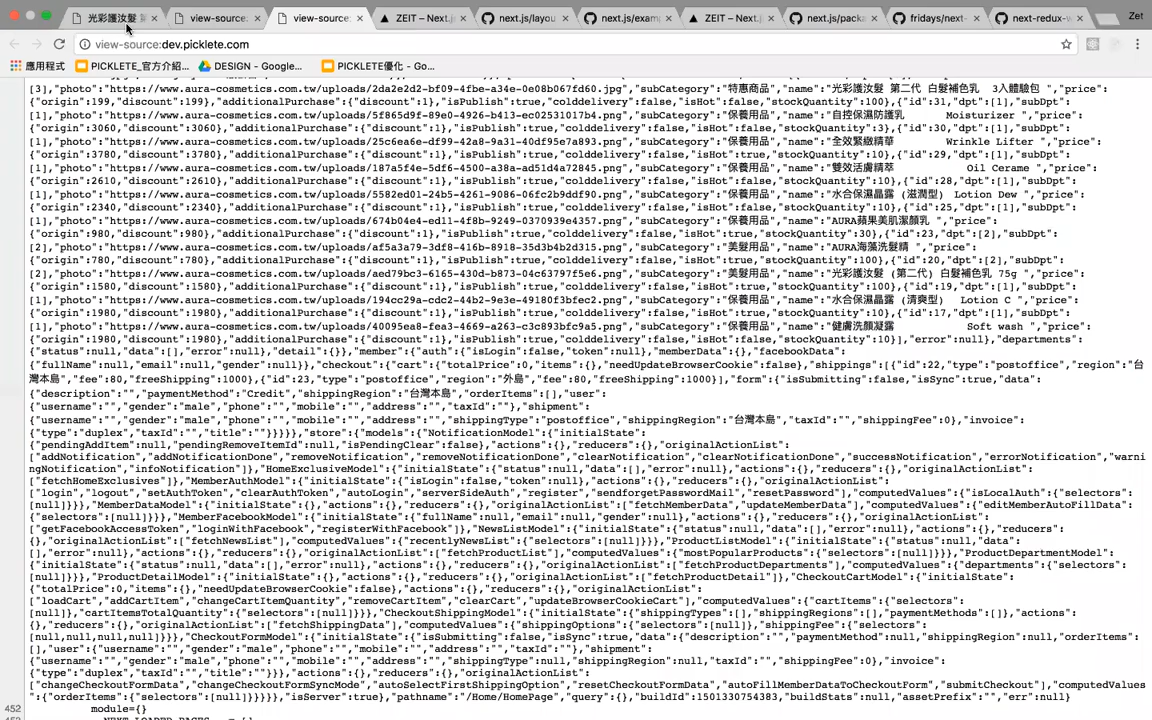 光彩護汝髮
view-source:
view-source:
ZEIT – Next.j
next.js/layou
next.js/exam
ZEIT – Next.j
next.js/pack
fridays/next-
next-redux-w
Zet
view-source:dev.picklete.com
應用程式
PICKLETE_官方介紹...
DESIGN - Google...
PICKLETE優化 - Go...
[3],"photo":"https://www.aura-cosmetics.com.tw/uploads/2da2e2d2-bf09-4fbe-a34e-0e08b067fd60.jpg","subCategory":"特惠商品","name":"光彩護汝髮 第二代 白髮補色乳 3入體驗包 ","price":
{"origin":199,"discount":199},"additionalPurchase":{"discount":1},"isPublish":true,"colddelivery":false,"isHot":false,"stockQuantity":100},{"id":31,"dpt":[1],"subDpt":
[1],"photo":"https://www.aura-cosmetics.com.tw/uploads/5f865d9f-89e0-4926-b413-ec02531017b4.png","subCategory":"保養用品","name":"自控保濕防護乳 Moisturizer ","price":
{"origin":3060,"discount":3060},"additionalPurchase":{"discount":1},"isPublish":true,"colddelivery":false,"isHot":true,"stockQuantity":3},{"id":30,"dpt":[1],"subDpt":
[1],"photo":"https://www.aura-cosmetics.com.tw/uploads/25c6ea6e-df99-42a8-9a31-40df95e7a893.png","subCategory":"保養用品","name":"全效緊緻精華 Wrinkle Lifter ","price":
{"origin":3780,"discount":3780},"additionalPurchase":{"discount":1},"isPublish":true,"colddelivery":false,"isHot":true,"stockQuantity":10},{"id":29,"dpt":[1],"subDpt":
[1],"photo":"https://www.aura-cosmetics.com.tw/uploads/187a5f4e-5df6-4500-a38a-ad51d4a72845.png","subCategory":"保養用品","name":"雙效活膚精萃 Oil Cerame ","price":
{"origin":2610,"discount":2610},"additionalPurchase":{"discount":1},"isPublish":true,"colddelivery":false,"isHot":true,"stockQuantity":10},{"id":28,"dpt":[1],"subDpt":
[1],"photo":"https://www.aura-cosmetics.com.tw/uploads/5582ed01-24b5-4261-9086-06fc2b9ddf90.png","subCategory":"保養用品","name":"水合保濕晶露 (滋潤型) Lotion Dew ","price":
{"origin":2340,"discount":2340},"additionalPurchase":{"discount":1},"isPublish":true,"colddelivery":false,"isHot":true,"stockQuantity":10},{"id":25,"dpt":[1],"subDpt":
[1],"photo":"https://www.aura-cosmetics.com.tw/uploads/674b04e4-ed11-4f8b-9249-0370939e4357.png","subCategory":"保養用品","name":"AURA蘋果美肌潔顏乳 ","price":
{"origin":980,"discount":980},"additionalPurchase":{"discount":1},"isPublish":true,"colddelivery":false,"isHot":true,"stockQuantity":30},{"id":23,"dpt":[2],"subDpt":
[2],"photo":"https://www.aura-cosmetics.com.tw/uploads/af5a3a79-3df8-416b-8918-35d3b4b2d315.png","subCategory":"美髮用品","name":"AURA海藻洗髮精 ","price":
{"origin":780,"discount":780},"additionalPurchase":{"discount":1},"isPublish":true,"colddelivery":false,"isHot":true,"stockQuantity":100},{"id":20,"dpt":[2],"subDpt":
[2],"photo":"https://www.aura-cosmetics.com.tw/uploads/aed79bc3-6165-430d-b873-04c63797f5e6.png","subCategory":"美髮用品","name":"光彩護汝髮 (第二代) 白髮補色乳 75g ","price":
{"origin":1580,"discount":1580},"additionalPurchase":{"discount":1},"isPublish":true,"colddelivery":false,"isHot":true,"stockQuantity":100},{"id":19,"dpt":[1],"subDpt":
[1],"photo":"https://www.aura-cosmetics.com.tw/uploads/194cc29a-cdc2-44b2-9e3e-49180f3bfec2.png","subCategory":"保養用品","name":"水合保濕晶露 (清爽型) Lotion C ","price":
{"origin":1980,"discount":1980},"additionalPurchase":{"discount":1},"isPublish":true,"colddelivery":false,"isHot":true,"stockQuantity":10},{"id":17,"dpt":[1],"subDpt":
[1],"photo":"https://www.aura-cosmetics.com.tw/uploads/40095ea8-fea3-4669-a263-c3c893bfc9a5.png","subCategory":"保養用品","name":"健膚洗顏凝露 Soft wash ","price":
{"origin":1980,"discount":1980},"additionalPurchase":{"discount":1},"isPublish":true,"colddelivery":false,"isHot":true,"stockQuantity":10}],"error":null},"departments":
{"status":null,"data":[],"error":null},"detail":{}},"member":{"auth":{"isLogin":false,"token":null},"memberData":{},"facebookData":
{"fullName":null,"email":null,"gender":null}},"checkout":{"cart":{"totalPrice":0,"items":{},"needUpdateBrowserCookie":false},"shippings":[{"id":22,"type":"postoffice","region":"台
灣本島","fee":80,"freeShipping":1000},{"id":23,"type":"postoffice","region":"外島","fee":80,"freeShipping":1000}],"form":{"isSubmitting":false,"isSync":true,"data":
{"description":"","paymentMethod":"Credit","shippingRegion":"台灣本島","orderItems":[],"user":
{"username":"","gender":"male","phone":"","mobile":"","address":"","taxId":""},"shipment":
{"username":"","gender":"male","phone":"","mobile":"","address":"","shippingType":"postoffice","shippingRegion":"台灣本島","taxId":"","shippingFee":0},"invoice":
{"type":"duplex","taxId":"","title":""}}}}},"store":{"models":{"NotificationModel":{"initialState":
{"pendingAddItem":null,"pendingRemoveItemId":null,"isPendingClear":false},"actions":{},"reducers":{},"originalActionList":
["addNotification","addNotificationDone","removeNotification","removeNotificationDone","clearNotification","clearNotificationDone","successNotification","errorNotification","warni
ngNotification","infoNotification"]},"HomeExclusiveModel":{"initialState":{"status":null,"data":[],"error":null},"actions":{},"reducers":{},"originalActionList":
["fetchHomeExclusives"]},"MemberAuthModel":{"initialState":{"isLogin":false,"token":null},"actions":{},"reducers":{},"originalActionList":
["login","logout","setAuthToken","clearAuthToken","autoLogin","serverSideAuth","register","sendforgetPasswordMail","resetPassword"],"computedValues":{"isLocalAuth":{"selectors":
[null]}}},"MemberDataModel":{"initialState":{},"actions":{},"reducers":{},"originalActionList":["fetchMemberData","updateMemberData"],"computedValues":{"editMemberAutoFillData":
{"selectors":[null]}}},"MemberFacebookModel":{"initialState":{"fullName":null,"email":null,"gender":null},"actions":{},"reducers":{},"originalActionList":
["getFacebookAccessToken","loginWithFacebook","registerWithFacebook"]},"NewsListModel":{"initialState":{"status":null,"data":[],"error":null},"actions":{},"reducers":
{},"originalActionList":["fetchNewsList"],"computedValues":{"recentlyNewsList":{"selectors":[null]}}},"ProductListModel":{"initialState":{"status":null,"data":
[],"error":null},"actions":{},"reducers":{},"originalActionList":["fetchProductList"],"computedValues":{"mostPopularProducts":{"selectors":[null]}}},"ProductDepartmentModel":
{"initialState":{"status":null,"data":[],"error":null},"actions":{},"reducers":{},"originalActionList":["fetchProductDepartments"],"computedValues":{"departments":{"selectors":
[null]}}},"ProductDetailModel":{"initialState":{},"actions":{},"reducers":{},"originalActionList":["fetchProductDetail"]},"CheckoutCartModel":{"initialState":
{"totalPrice":0,"items":{},"needUpdateBrowserCookie":false},"actions":{},"reducers":{},"originalActionList":
["loadCart","addCartItem","changeCartItemQuantity","removeCartItem","clearCart","updateBrowserCookieCart"],"computedValues":{"cartItems":{"selectors":
[null]},"cartItemsTotalQuantity":{"selectors":[null]}}},"CheckoutShippingModel":{"initialState":{"shippingTypes":[],"shippingRegions":[],"paymentMethods":[]},"actions":
{},"reducers":{},"originalActionList":["fetchShippingData"],"computedValues":{"shippingOptions":{"selectors":[null]},"shippingFee":{"selectors":
[null,null,null,null]}}},"CheckoutFormModel":{"initialState":{"isSubmitting":false,"isSync":true,"data":{"description":"","paymentMethod":null,"shippingRegion":null,"orderItems":
[],"user":{"username":"","gender":"male","phone":"","mobile":"","address":"","taxId":""},"shipment":
{"username":"","gender":"male","phone":"","mobile":"","address":"","shippingType":null,"shippingRegion":null,"taxId":"","shippingFee":0},"invoice":
{"type":"duplex","taxId":"","title":""}}},"actions":{},"reducers":{},"originalActionList":
["changeCheckoutFormData","changeCheckoutFormSyncMode","autoSelectFirstShippingOption","resetCheckoutFormData","autoFillMemberDataToCheckoutForm","submitCheckout"],"computedValues
":{"orderItems":{"selectors":[null]}}}}},"isServer":true},"pathname":"/Home/HomePage","query":{},"buildId":1501330754383,"buildStats":null,"assetPrefix":"","err":null}
452 module={}